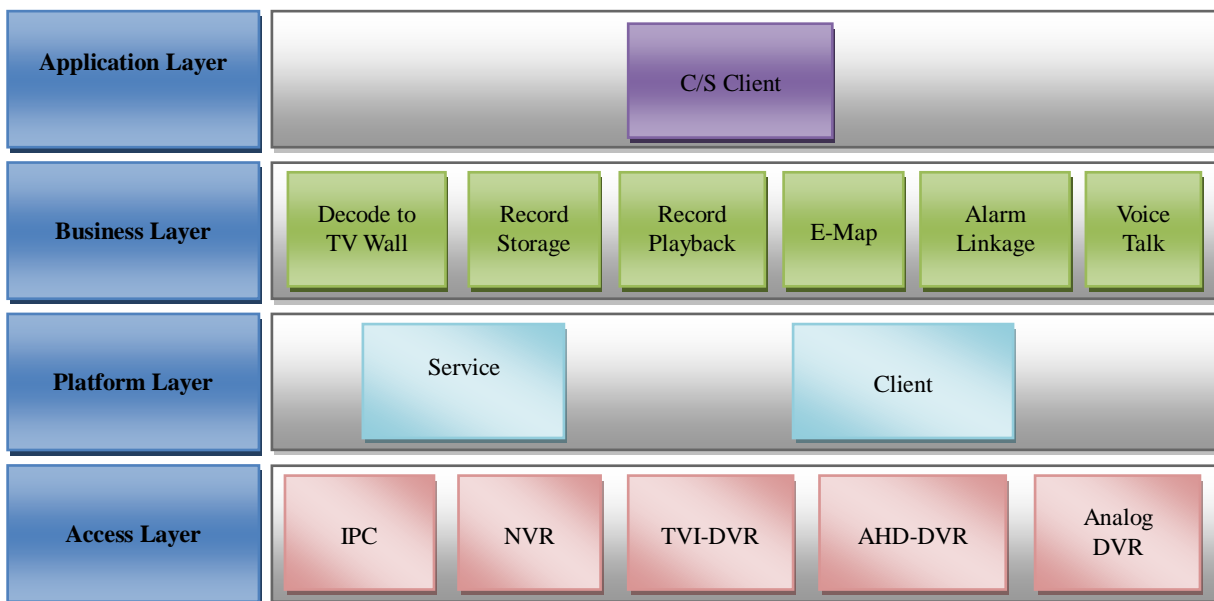 Application Layer
C/S Client
Business Layer
Decode to
TV Wall
Record
Storage
Record
Playback
E-Map
Alarm
Linkage
Voice
Talk
Platform Layer
Service
Client
Access Layer
IPC
NVR
TVI-DVR
AHD-DVR
Analog
DVR